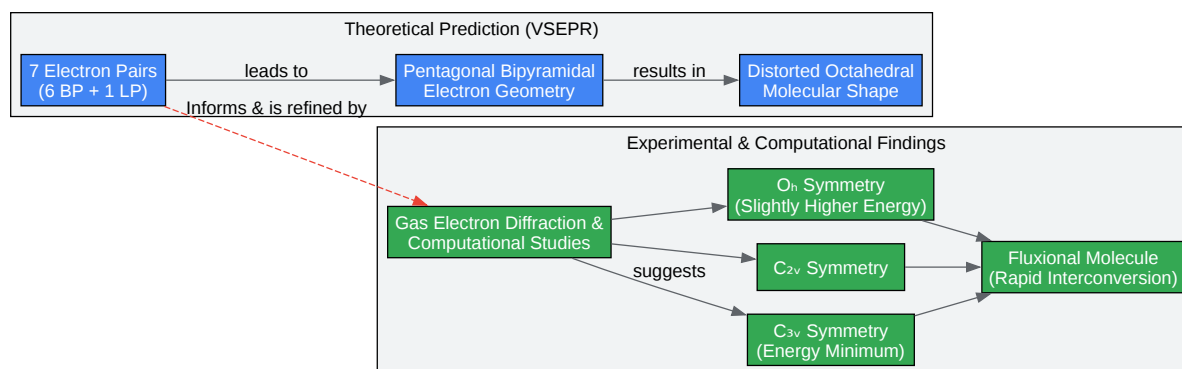 Theoretical Prediction (VSEPR)
7 Electron Pairs
(6 BP + 1 LP)
leads to
Pentagonal Bipyramidal
Electron Geometry
results in
Distorted Octahedral
Molecular Shape
Informs & is refined by
Experimental & Computational Findings
Gas Electron Diffraction &
Computational Studies
suggests
Oₕ Symmetry
(Slightly Higher Energy)
C₂ᵥ Symmetry
C₃ᵥ Symmetry
(Energy Minimum)
Fluxional Molecule
(Rapid Interconversion)